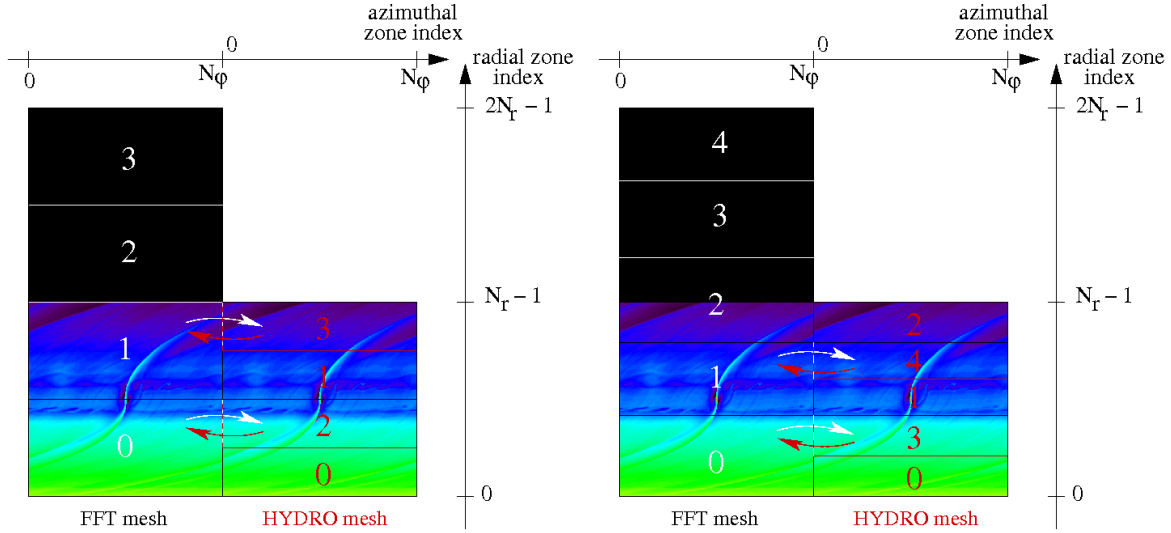 azimuthal
zone index
0
0
Nφ
Nφ
radial zone
index
2Nr − 1
3
2
Nr − 1
1
0
3
1
2
0
0
FFT mesh
HYDRO mesh
azimuthal
zone index
0
0
Nφ
Nφ
radial zone
index
2Nr − 1
4
3
2
Nr − 1
1
0
2
4
1
3
0
0
FFT mesh
HYDRO mesh